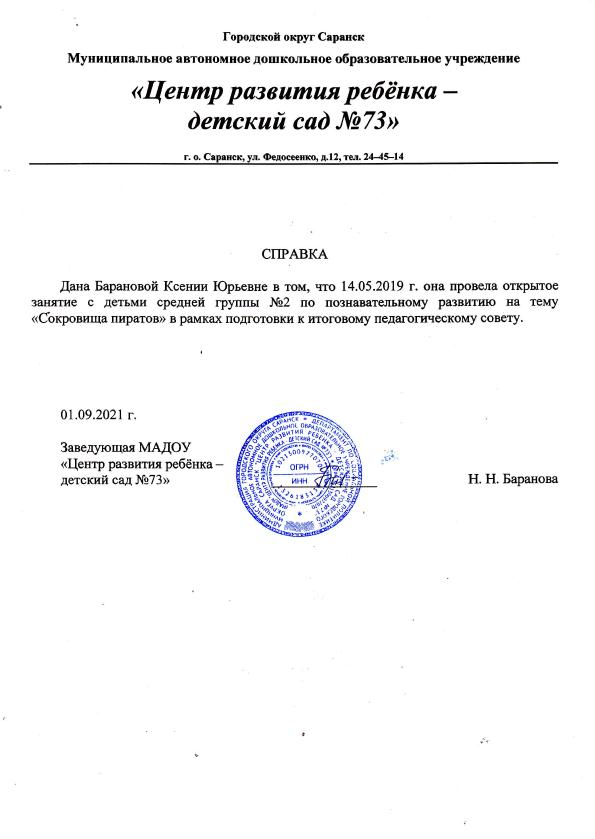 Городской округ Саранск
Муниципальное автономное дошкольное образовательное учреждение
«Центр развития ребёнка –
детский сад №73»
г. о. Саранск, ул. Федосеенко, д.12, тел. 24–45–14
СПРАВКА
Дана Барановой Ксении Юрьевне в том, что 14.05.2019 г. она провела открытое
занятие с детьми средней группы №2 по познавательному развитию на тему
«Сокровища пиратов» в рамках подготовки к итоговому педагогическому совету.
01.09.2021 г.
Заведующая МАДОУ
«Центр развития ребёнка –
детский сад №73»
Н. Н. Баранова
ОГРН
ИНН